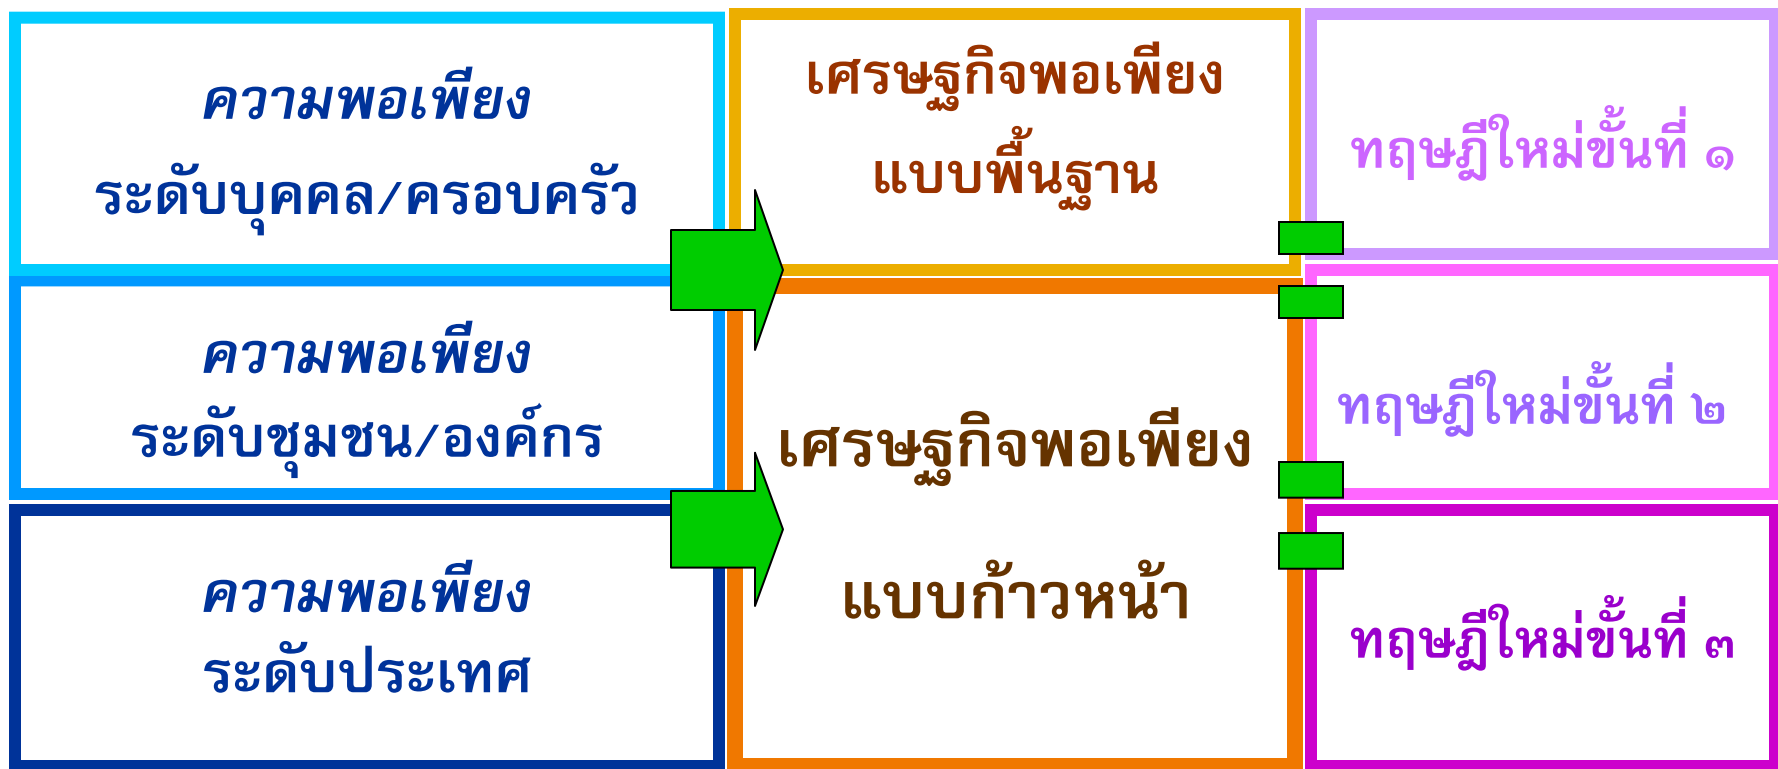 ความพอเพียง
ระดับบุคคล/ครอบครัว
เศรษฐกิจพอเพียง
แบบพื้นฐาน
ทฤษฎีใหม่ขั้นที่ ๑
ความพอเพียง
ระดับชุมชน/องค์กร
เศรษฐกิจพอเพียง
แบบก้าวหน้า
ทฤษฎีใหม่ขั้นที่ ๒
ความพอเพียง
ระดับประเทศ
ทฤษฎีใหม่ขั้นที่ ๓